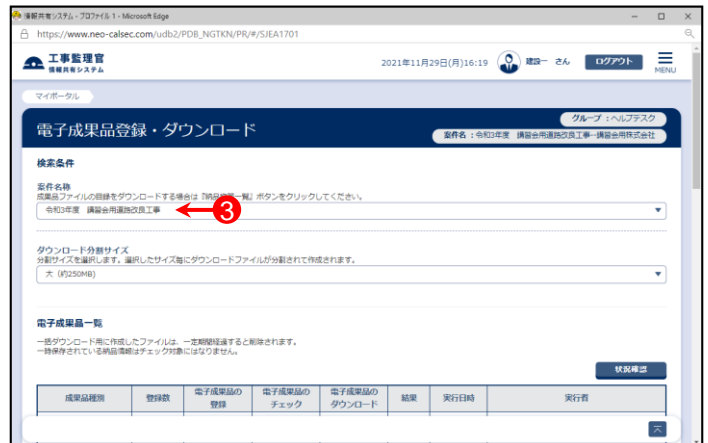 情報共有システム - プロファイル 1 - Microsoft Edge
https://www.neo-calsec.com/udb2/PDB_NGTKN/PR/#/SJEA1701
工事監理官
情報共有システム
2021年11月29日(月)16:19
建設一 さん
ログアウト
MENU
マイポータル
電子成果品登録・ダウンロード
グループ：ヘルプデスク
案件名：令和3年度 講習会用道路改良工事--講習会用株式会社
検索条件
案件名称
成果品ファイルの目録をダウンロードする場合は『納品書類一覧』ボタンをクリックしてください。
令和3年度 講習会用道路改良工事
3
ダウンロード分割サイズ
分割サイズを選択します。選択したサイズ毎にダウンロードファイルが分割されて作成されます。
大（約250MB）
電子成果品一覧
一括ダウンロード用に作成したファイルは、一定期間経過すると削除されます。
一時保存されている納品情報はチェック対象にはなりません。
状況確認
成果品種別 登録数 電子成果品の登録 電子成果品のチェック 電子成果品のダウンロード 結果 実行日時 実行者